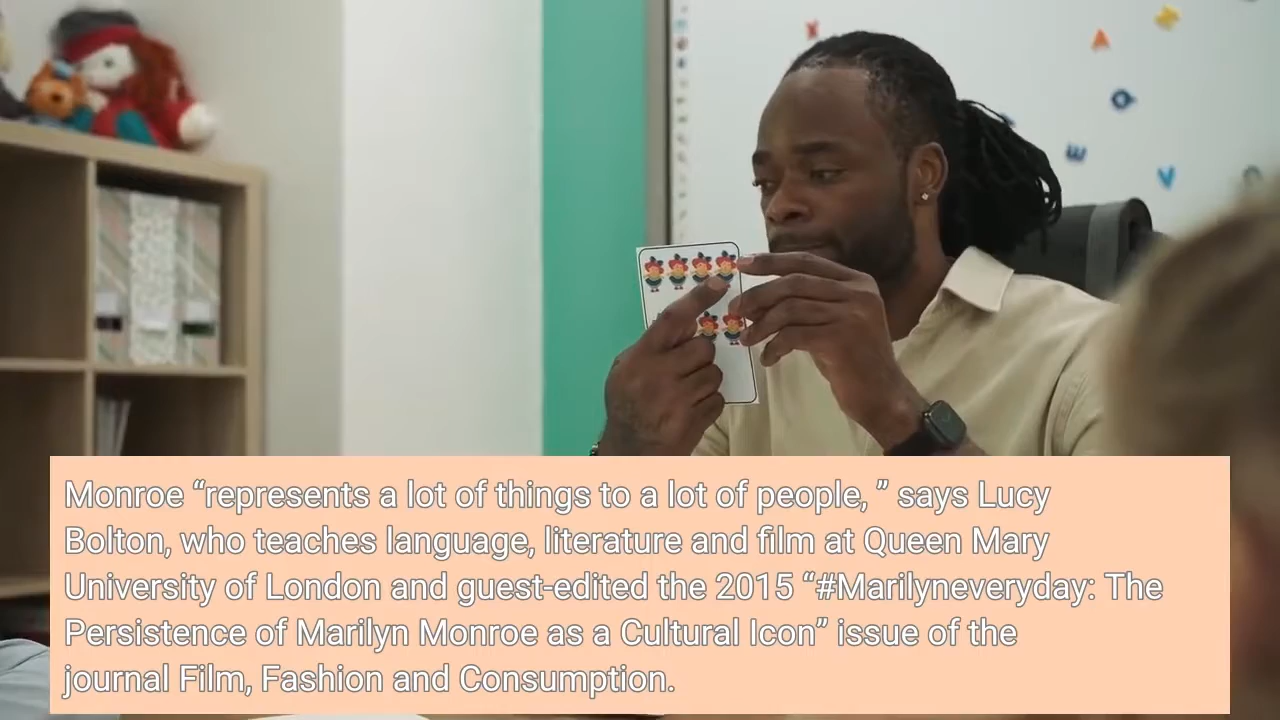 X
A
W
V
Monroe “represents a lot of things to a lot of people, ” says Lucy
Bolton, who teaches language, literature and film at Queen Mary
University of London and guest-edited the 2015 “#Marilyneveryday: The
Persistence of Marilyn Monroe as a Cultural Icon” issue of the
journal Film, Fashion and Consumption.